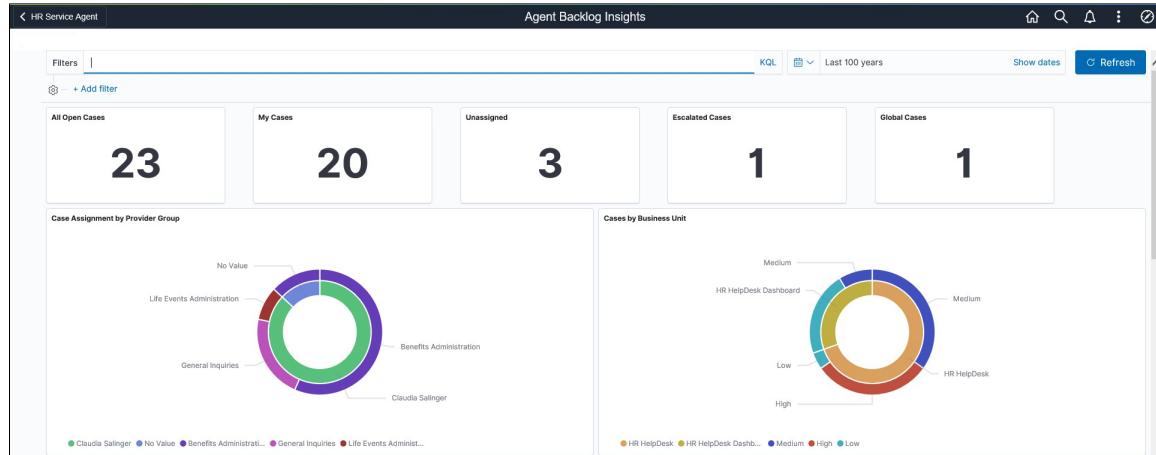 HR Service Agent
Agent Backlog Insights
Filters
KQL
Last 100 years
Show dates
Refresh
+ Add filter
All Open Cases
23
My Cases
20
Unassigned
3
Escalated Cases
1
Global Cases
1
Case Assignment by Provider Group
No Value
Life Events Administration
General Inquiries
Benefits Administration
Claudia Salinger
Claudia Salinger No Value Benefits Administrati... General Inquiries Life Events Administ...
Cases by Business Unit
Medium
HR HelpDesk Dashboard
Low
High
Medium
HR HelpDesk
HR HelpDesk HR HelpDesk Dashb... Medium High Low